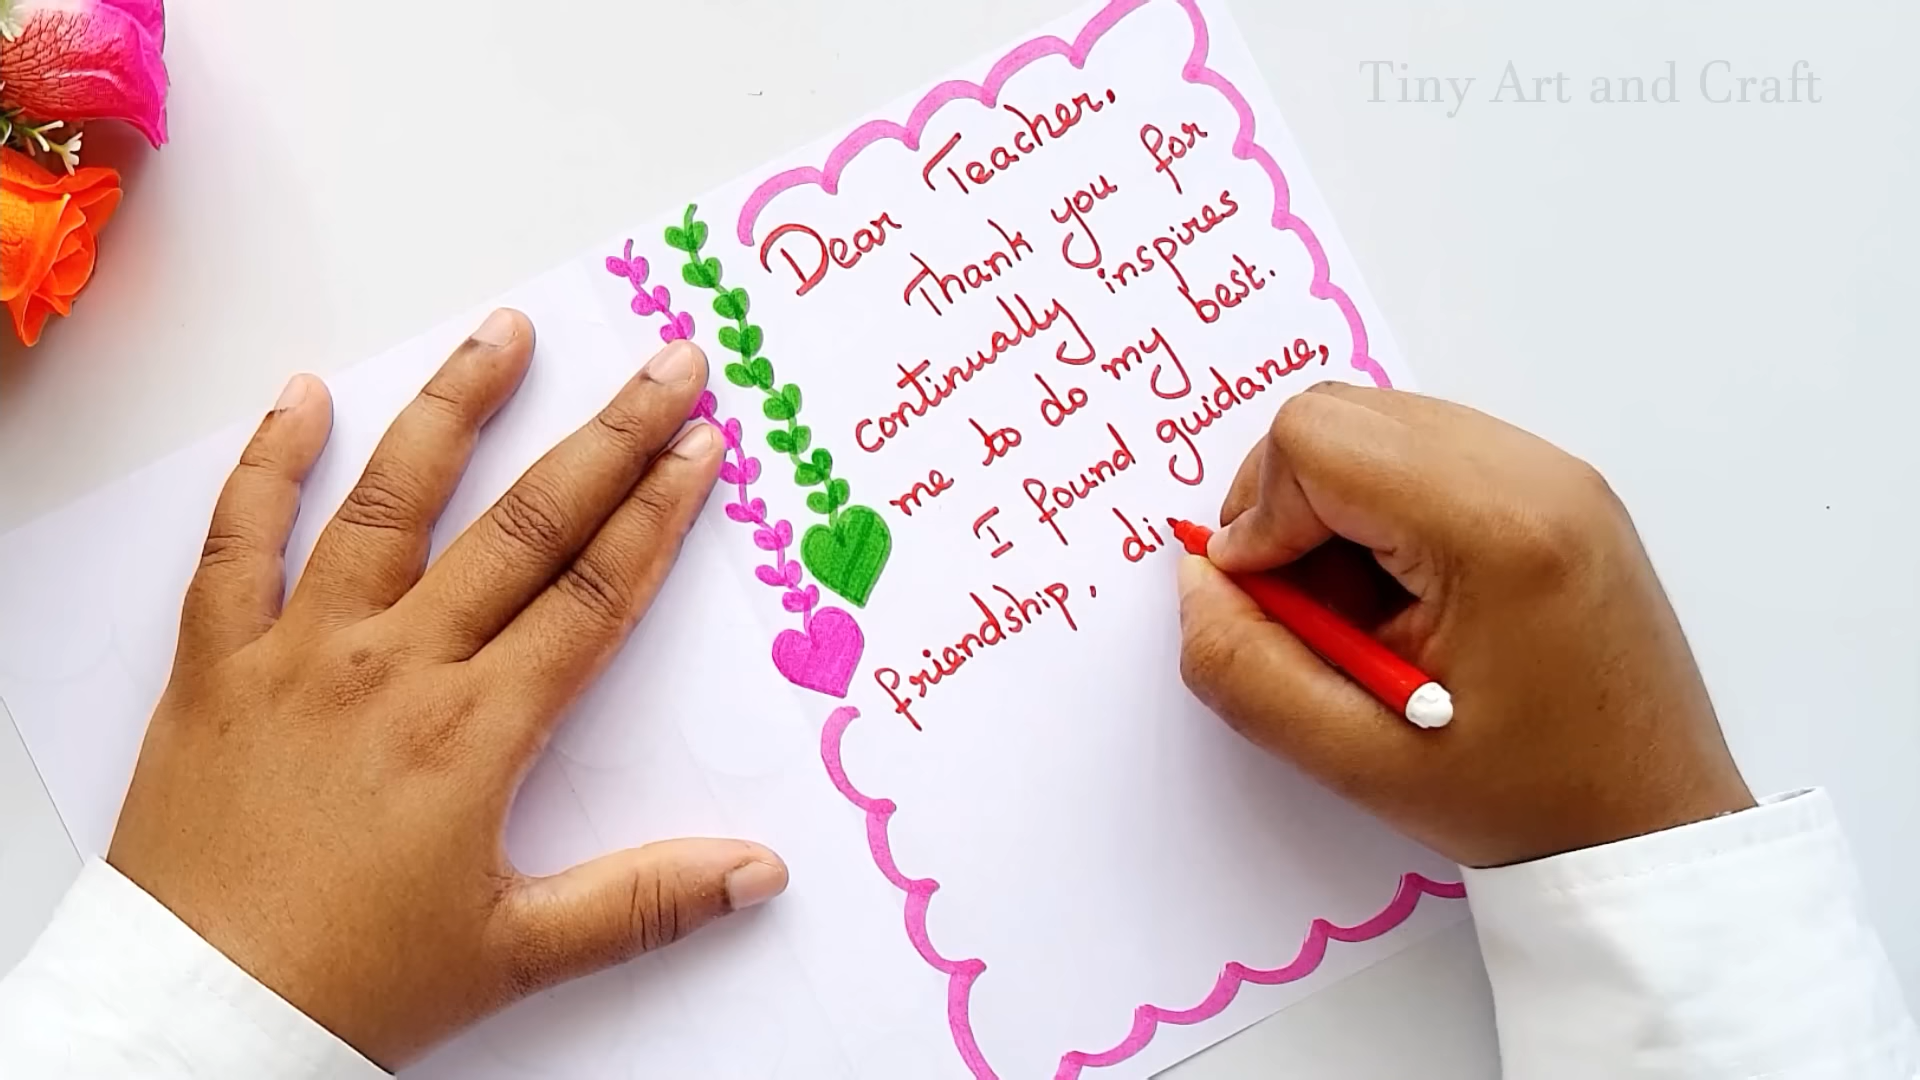 Tiny Art and Craft
Dear Teacher,
Thank you for
continually inspires
me to do my best.
I found guidance,
friendship, di